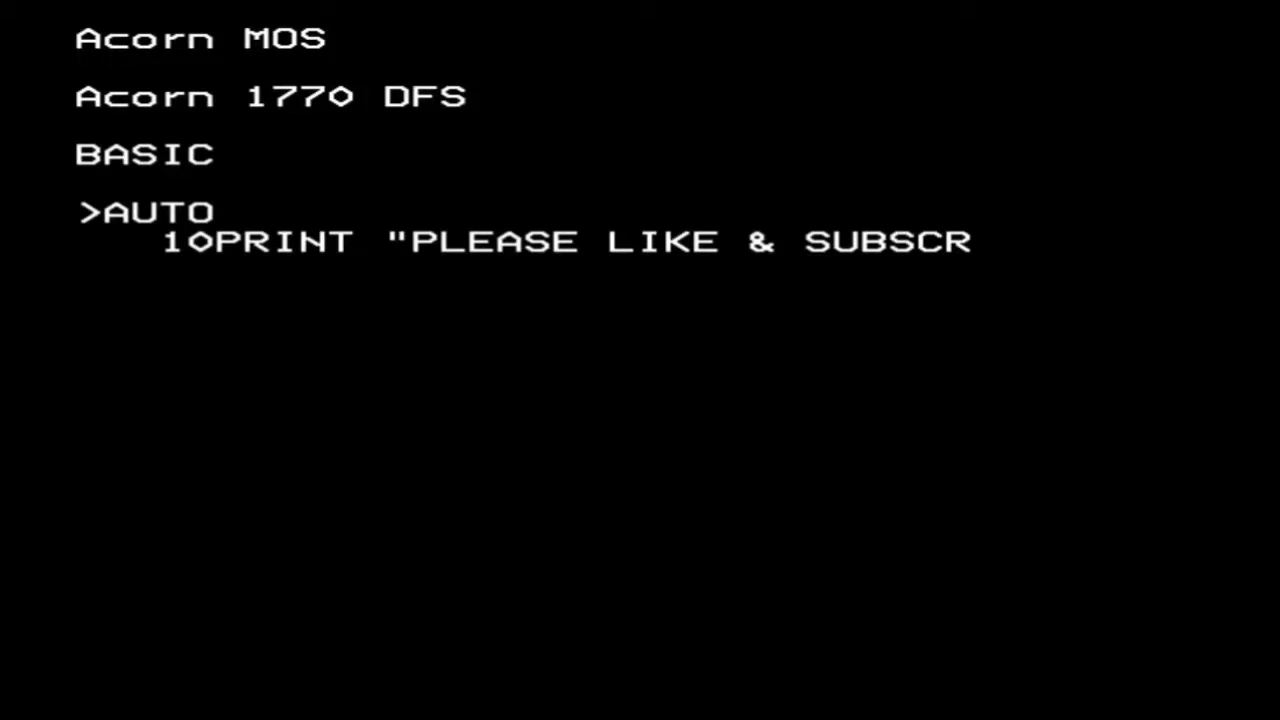 Acorn MOS
Acorn 1770 DFS
BASIC
>AUTO
10PRINT "PLEASE LIKE & SUBSCR